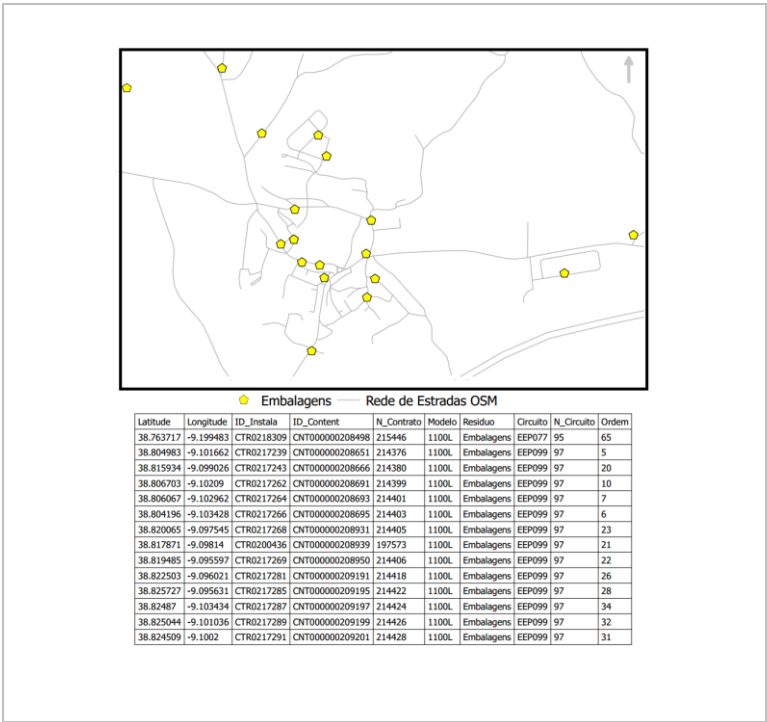 Embalagens Rede de Estradas OSM
Latitude Longitude ID_Instala ID_Content N_Contrato Modelo Residuo Circuito N_Circuito Ordem
38.763717 -9.199483 CTR0218309 CNT000000208498 215446 1100L Embalagens EEP077 95 65
38.804983 -9.101662 CTR0217239 CNT000000208651 214376 1100L Embalagens EEP099 97 5
38.815934 -9.099026 CTR0217243 CNT000000208666 214380 1100L Embalagens EEP099 97 20
38.806703 -9.10209 CTR0217262 CNT000000208691 214399 1100L Embalagens EEP099 97 10
38.806067 -9.102962 CTR0217264 CNT000000208693 214401 1100L Embalagens EEP099 97 7
38.804196 -9.103428 CTR0217266 CNT000000208695 214403 1100L Embalagens EEP099 97 6
38.820065 -9.097545 CTR0217268 CNT000000208931 214405 1100L Embalagens EEP099 97 23
38.817871 -9.09814 CTR0200436 CNT000000208939 197573 1100L Embalagens EEP099 97 21
38.819485 -9.095597 CTR0217269 CNT000000208950 214406 1100L Embalagens EEP099 97 22
38.822503 -9.096021 CTR0217281 CNT000000209191 214418 1100L Embalagens EEP099 97 26
38.825727 -9.095631 CTR0217285 CNT000000209195 214422 1100L Embalagens EEP099 97 28
38.82487 -9.103434 CTR0217287 CNT000000209197 214424 1100L Embalagens EEP099 97 34
38.825044 -9.101036 CTR0217289 CNT000000209199 214426 1100L Embalagens EEP099 97 32
38.824509 -9.1002 CTR0217291 CNT000000209201 214428 1100L Embalagens EEP099 97 31